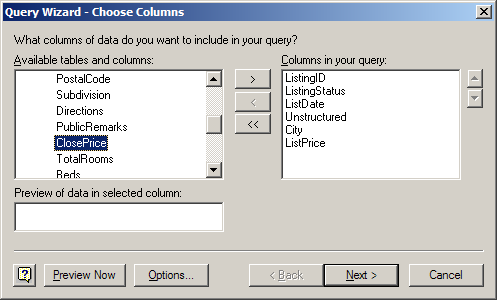 Query Wizard - Choose Columns
What columns of data do you want to include in your query?
Available tables and columns:
PostalCode
Subdivision
Directions
PublicRemarks
ClosePrice
TotalRooms
Beds
>
<
<<
Columns in your query:
ListingID
ListingStatus
ListDate
Unstructured
City
ListPrice
Preview of data in selected column:
?
Preview Now
Options...
< Back
Next >
Cancel